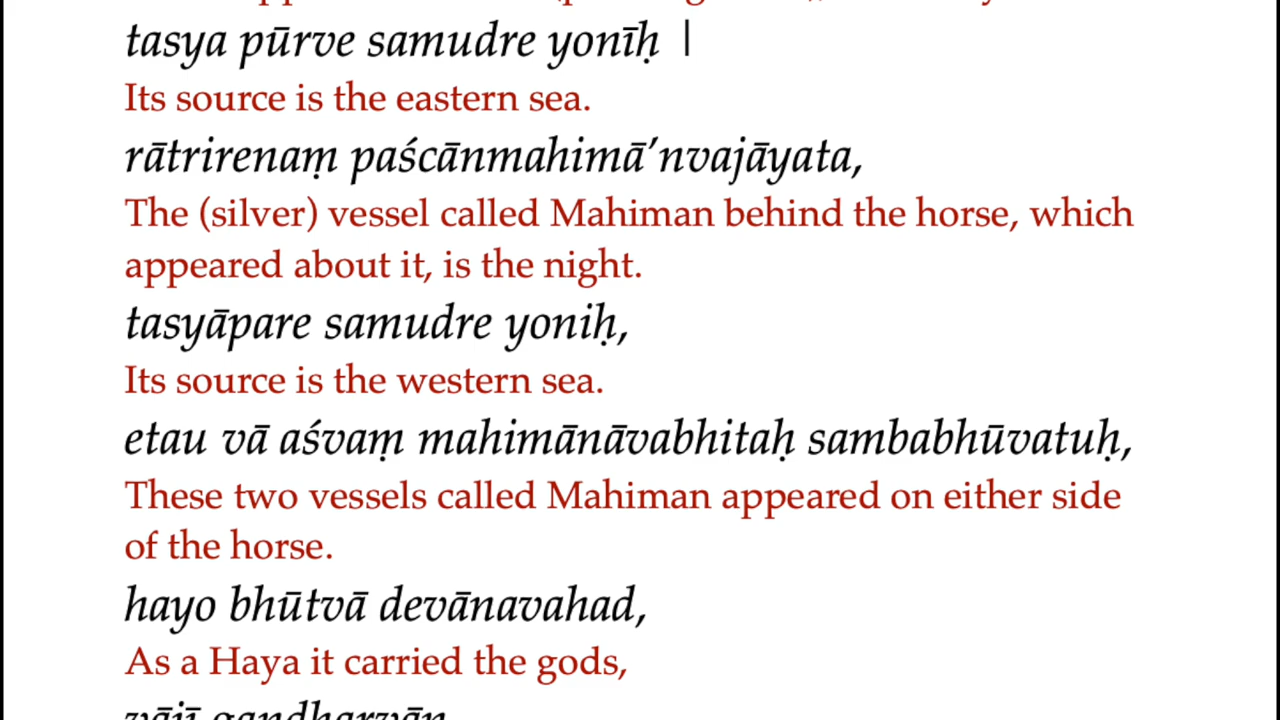 tasya pūrve samudre yonīḥ |
Its source is the eastern sea.
rātrirenaṃ paścānmahimā’nvajāyata,
The (silver) vessel called Mahiman behind the horse, which
appeared about it, is the night.
tasyāpare samudre yoniḥ,
Its source is the western sea.
etau vā aśvaṃ mahimānāvabhitaḥ sambabhūvatuḥ,
These two vessels called Mahiman appeared on either side
of the horse.
hayo bhūtvā devānavahad,
As a Haya it carried the gods,
vājī gandharvān